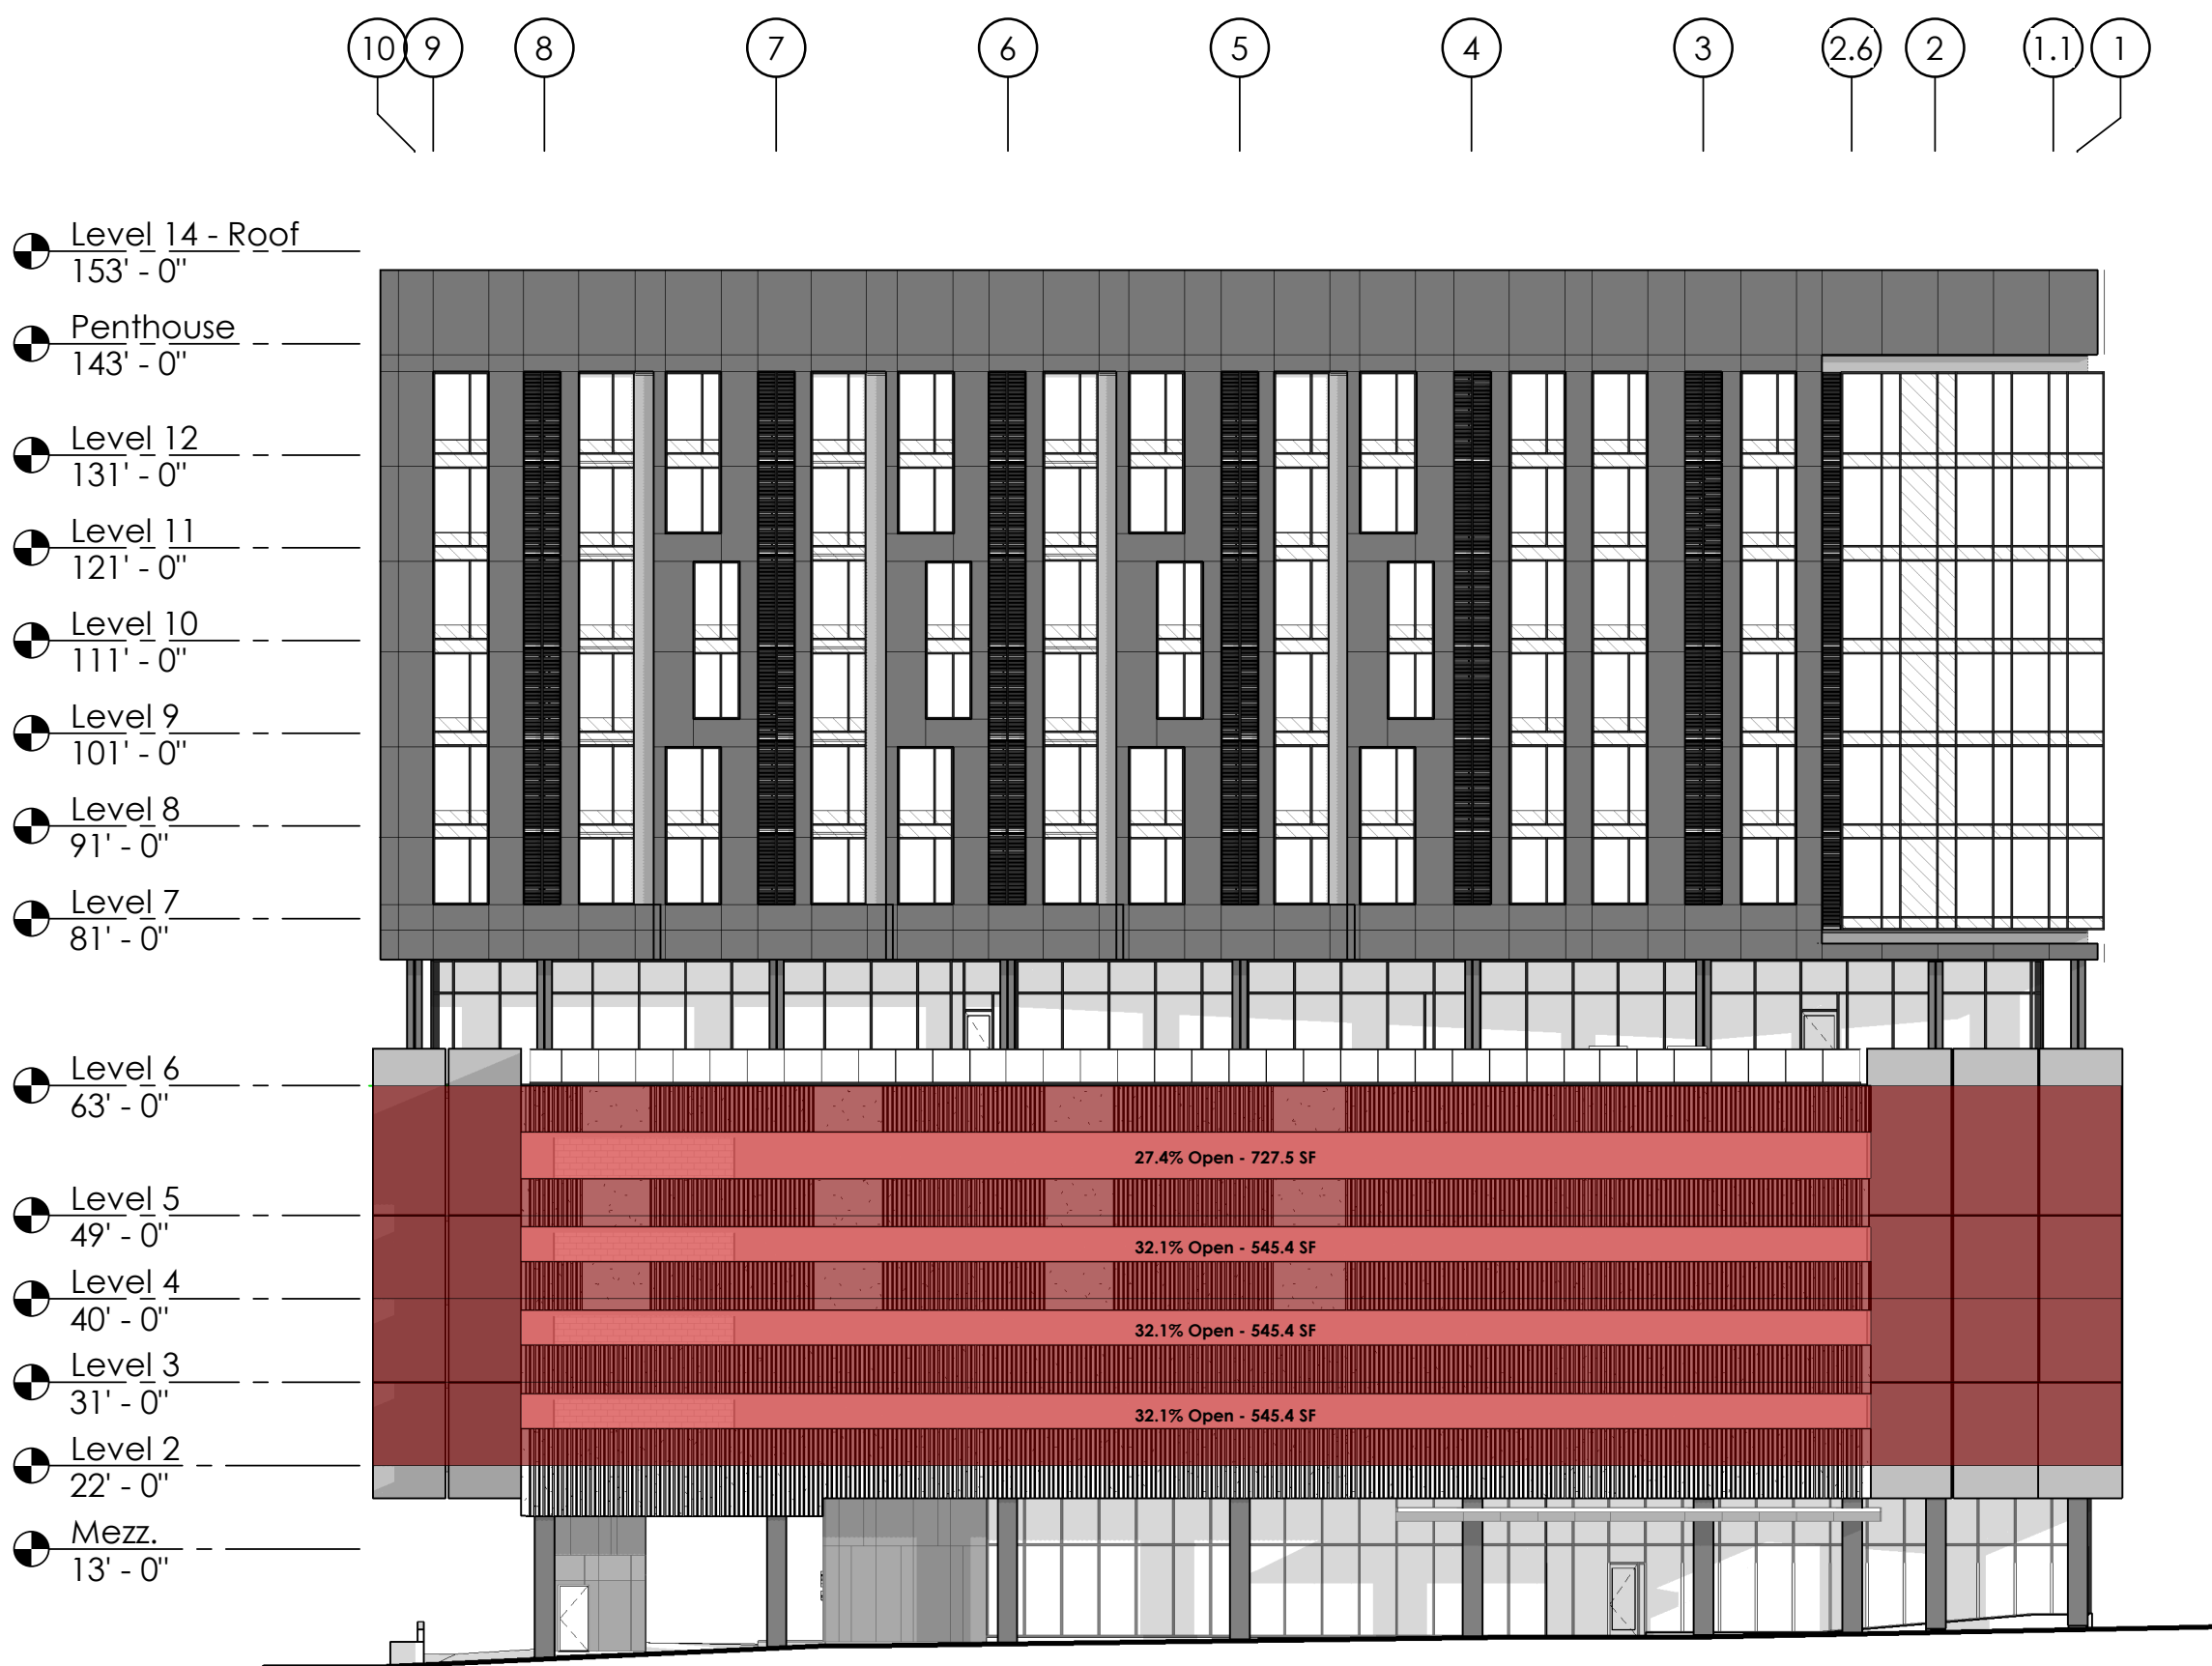 10 9 8 7 6 5 4 3 2.6 2 1.1 1
Level 14 - Roof
153' - 0"
Penthouse
143' - 0"
Level 12
131' - 0"
Level 11
121' - 0"
Level 10
111' - 0"
Level 9
101' - 0"
Level 8
91' - 0"
Level 7
81' - 0"
Level 6
63' - 0"
27.4% Open - 727.5 SF
Level 5
49' - 0"
32.1% Open - 545.4 SF
Level 4
40' - 0"
32.1% Open - 545.4 SF
Level 3
31' - 0"
32.1% Open - 545.4 SF
Level 2
22' - 0"
Mezz.
13' - 0"